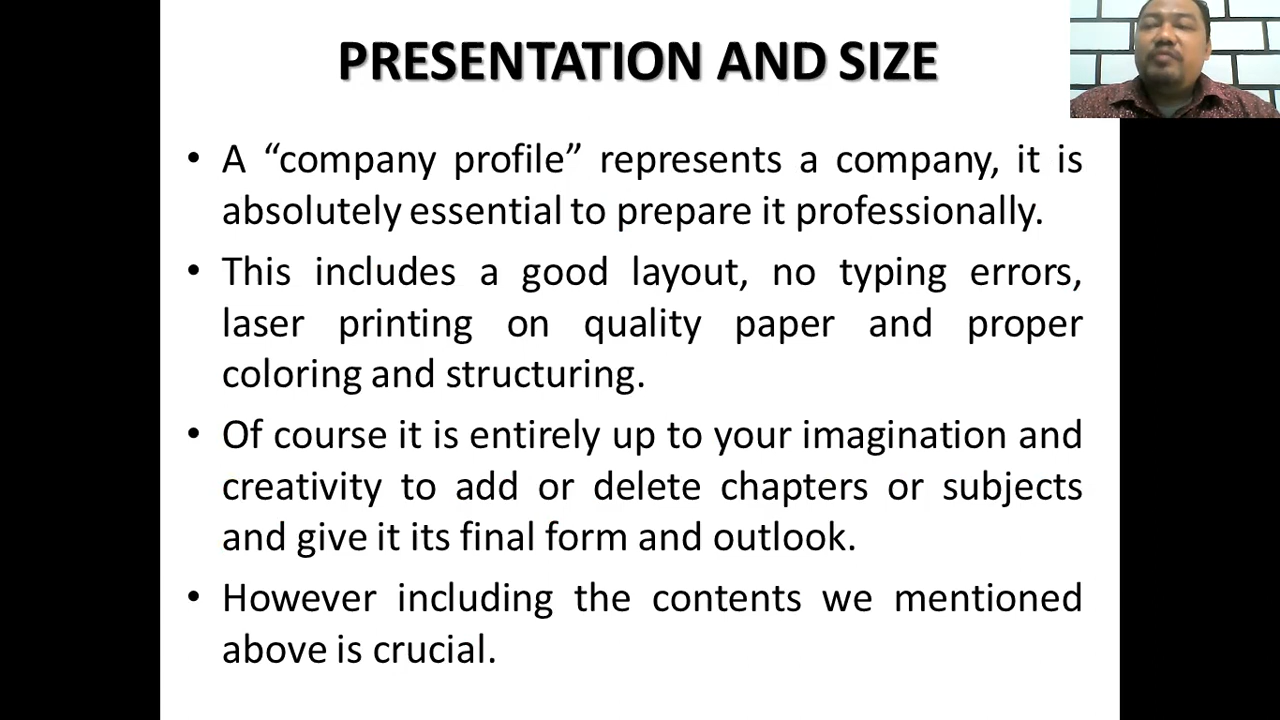 PRESENTATION AND SIZE
• A “company profile” represents a company, it is
absolutely essential to prepare it professionally.
• This includes a good layout, no typing errors,
laser printing on quality paper and proper
coloring and structuring.
• Of course it is entirely up to your imagination and
creativity to add or delete chapters or subjects
and give it its final form and outlook.
• However including the contents we mentioned
above is crucial.